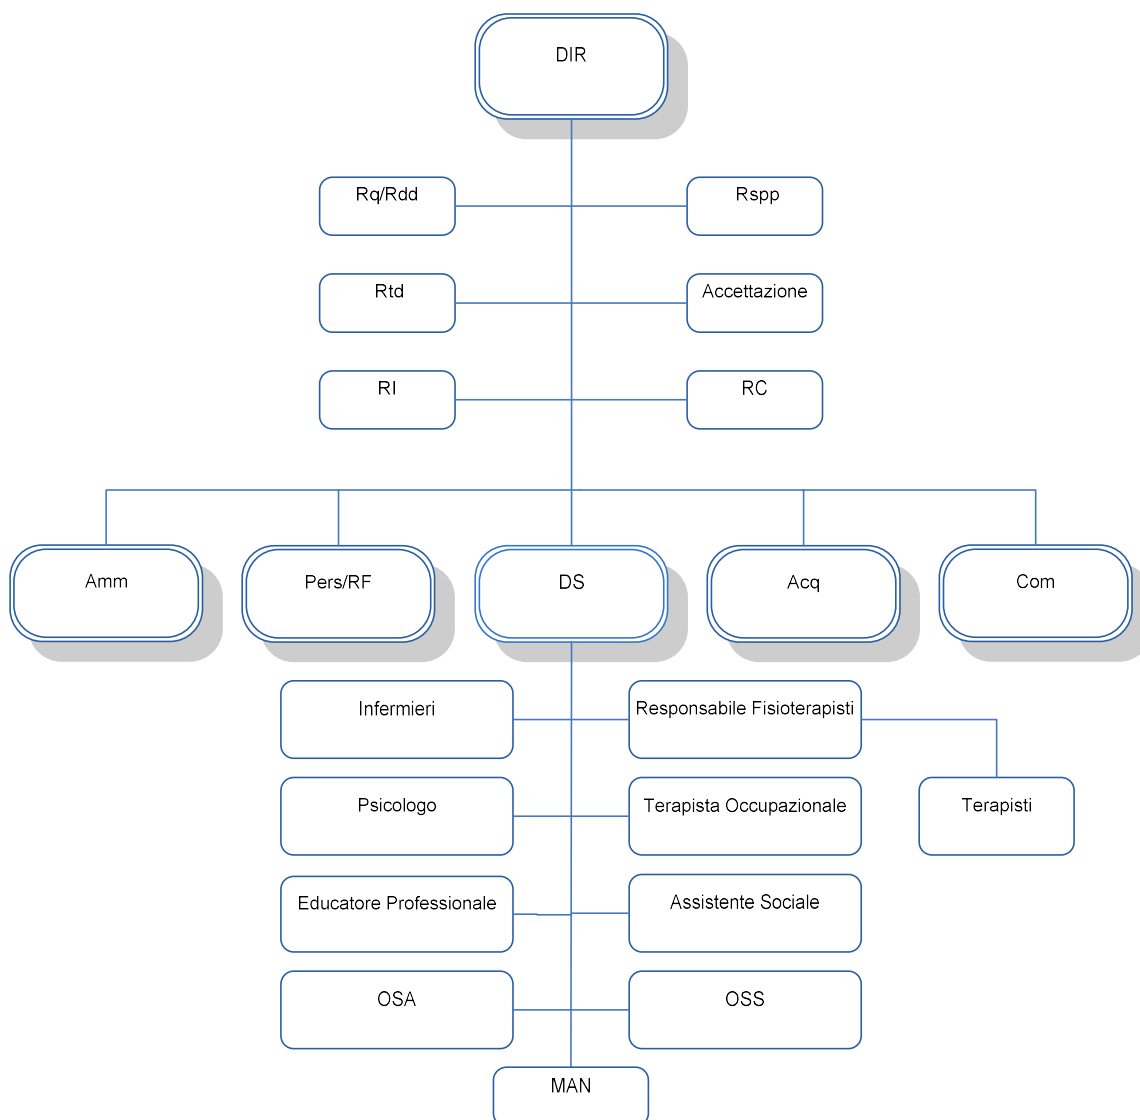 DIR
Rq/Rdd
Rspp
Rtd
Accettazione
RI
RC
Amm
Pers/RF
DS
Acq
Com
Infermieri
Responsabile Fisioterapisti
Psicologo
Terapista Occupazionale
Terapisti
Educatore Professionale
Assistente Sociale
OSA
OSS
MAN